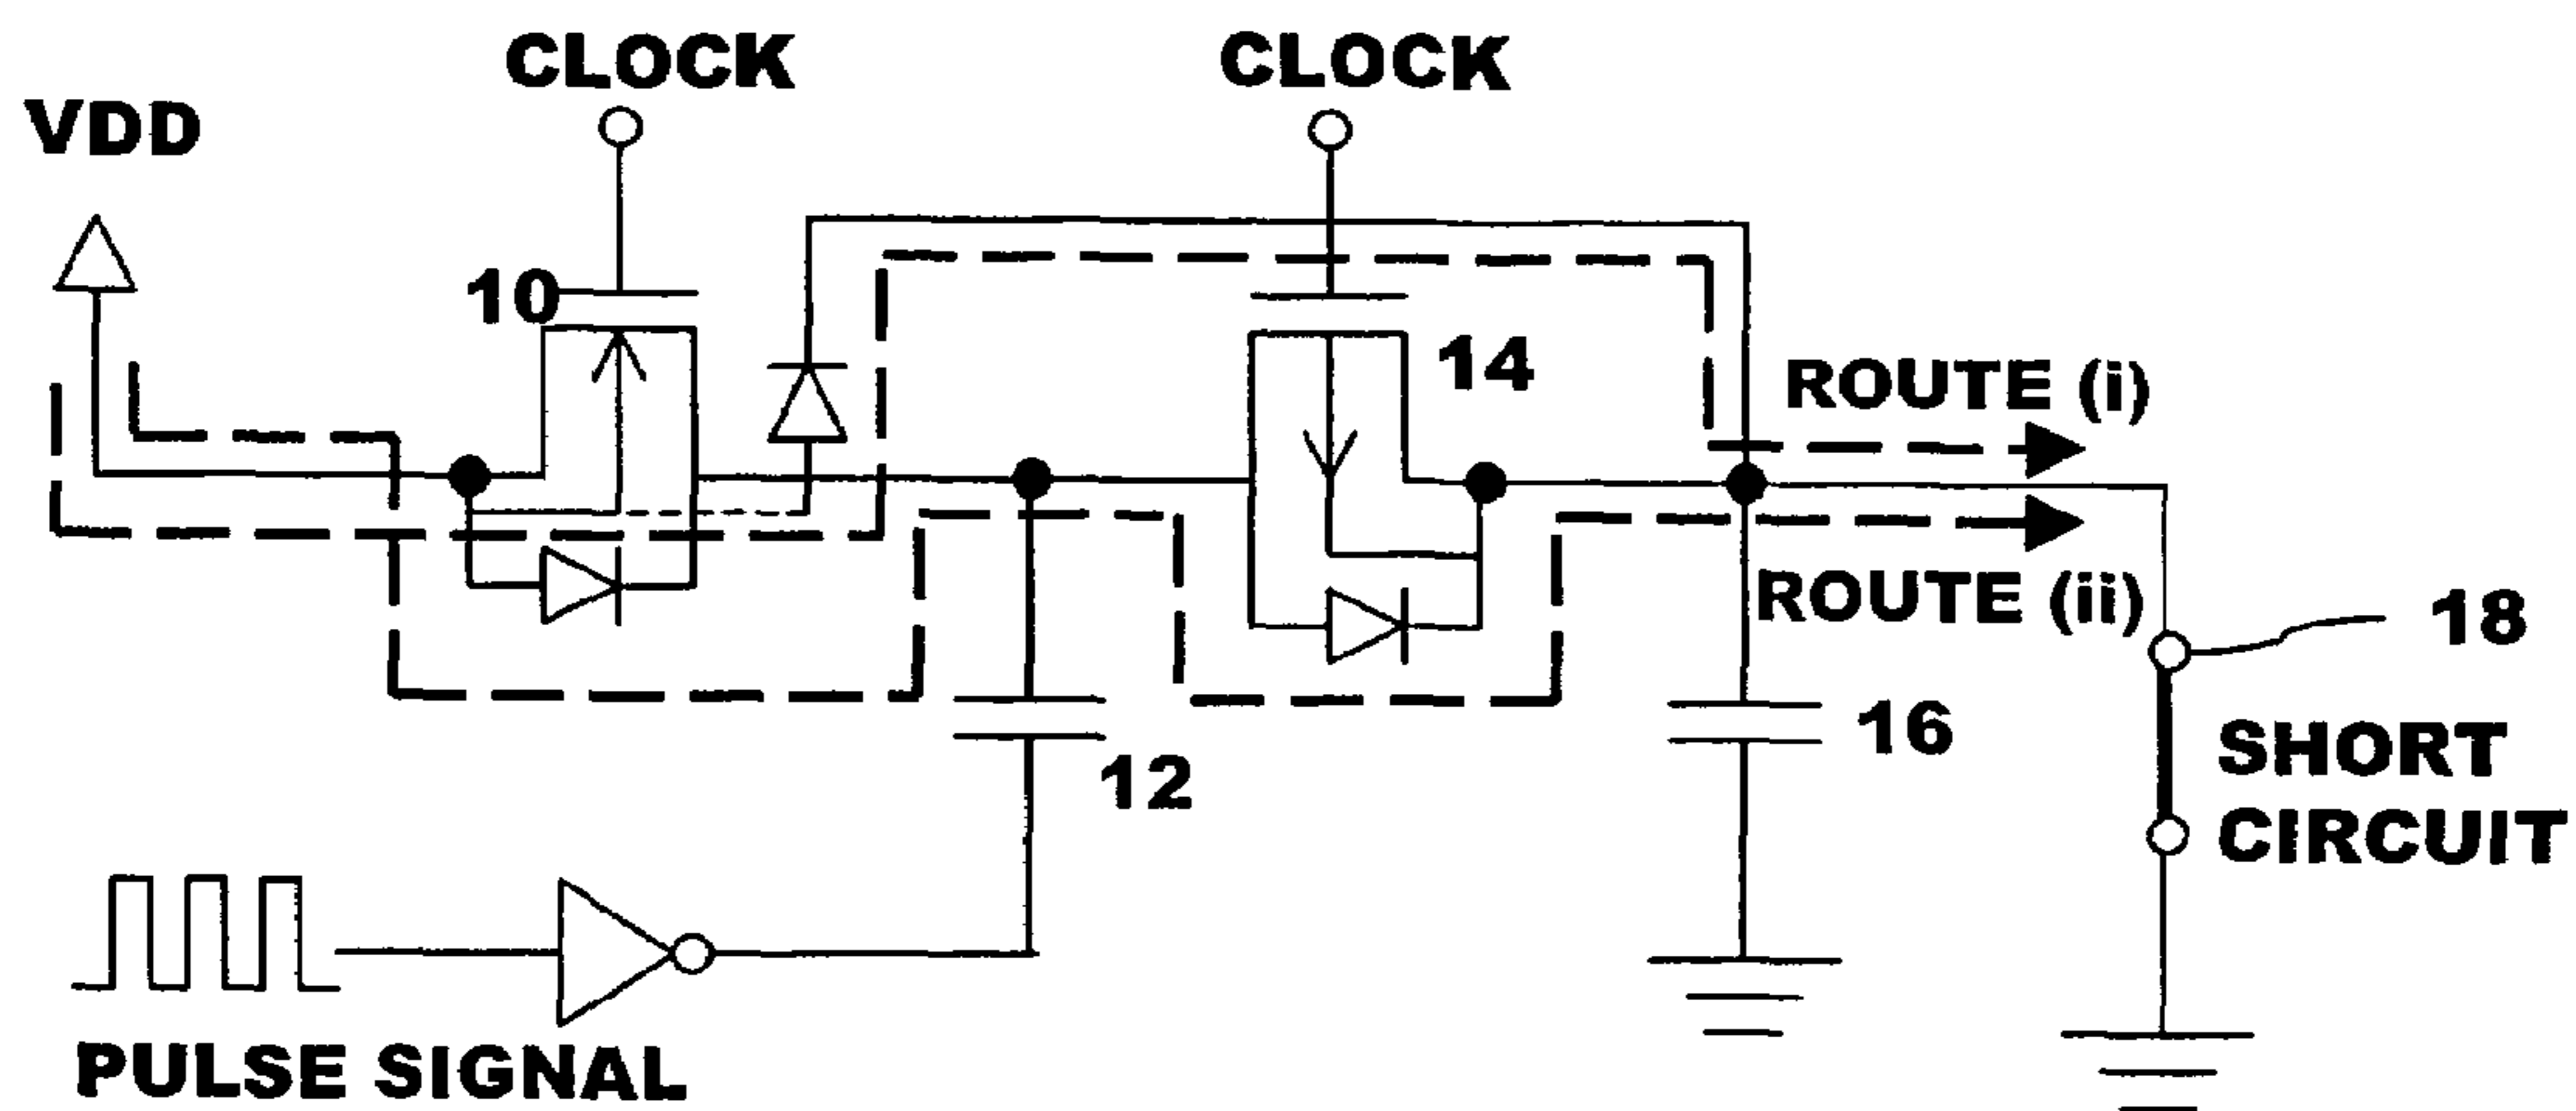 CLOCK
CLOCK
VDD
10
14
ROUTE (i)
ROUTE (ii)
18
16
12
SHORT
CIRCUIT
PULSE SIGNAL